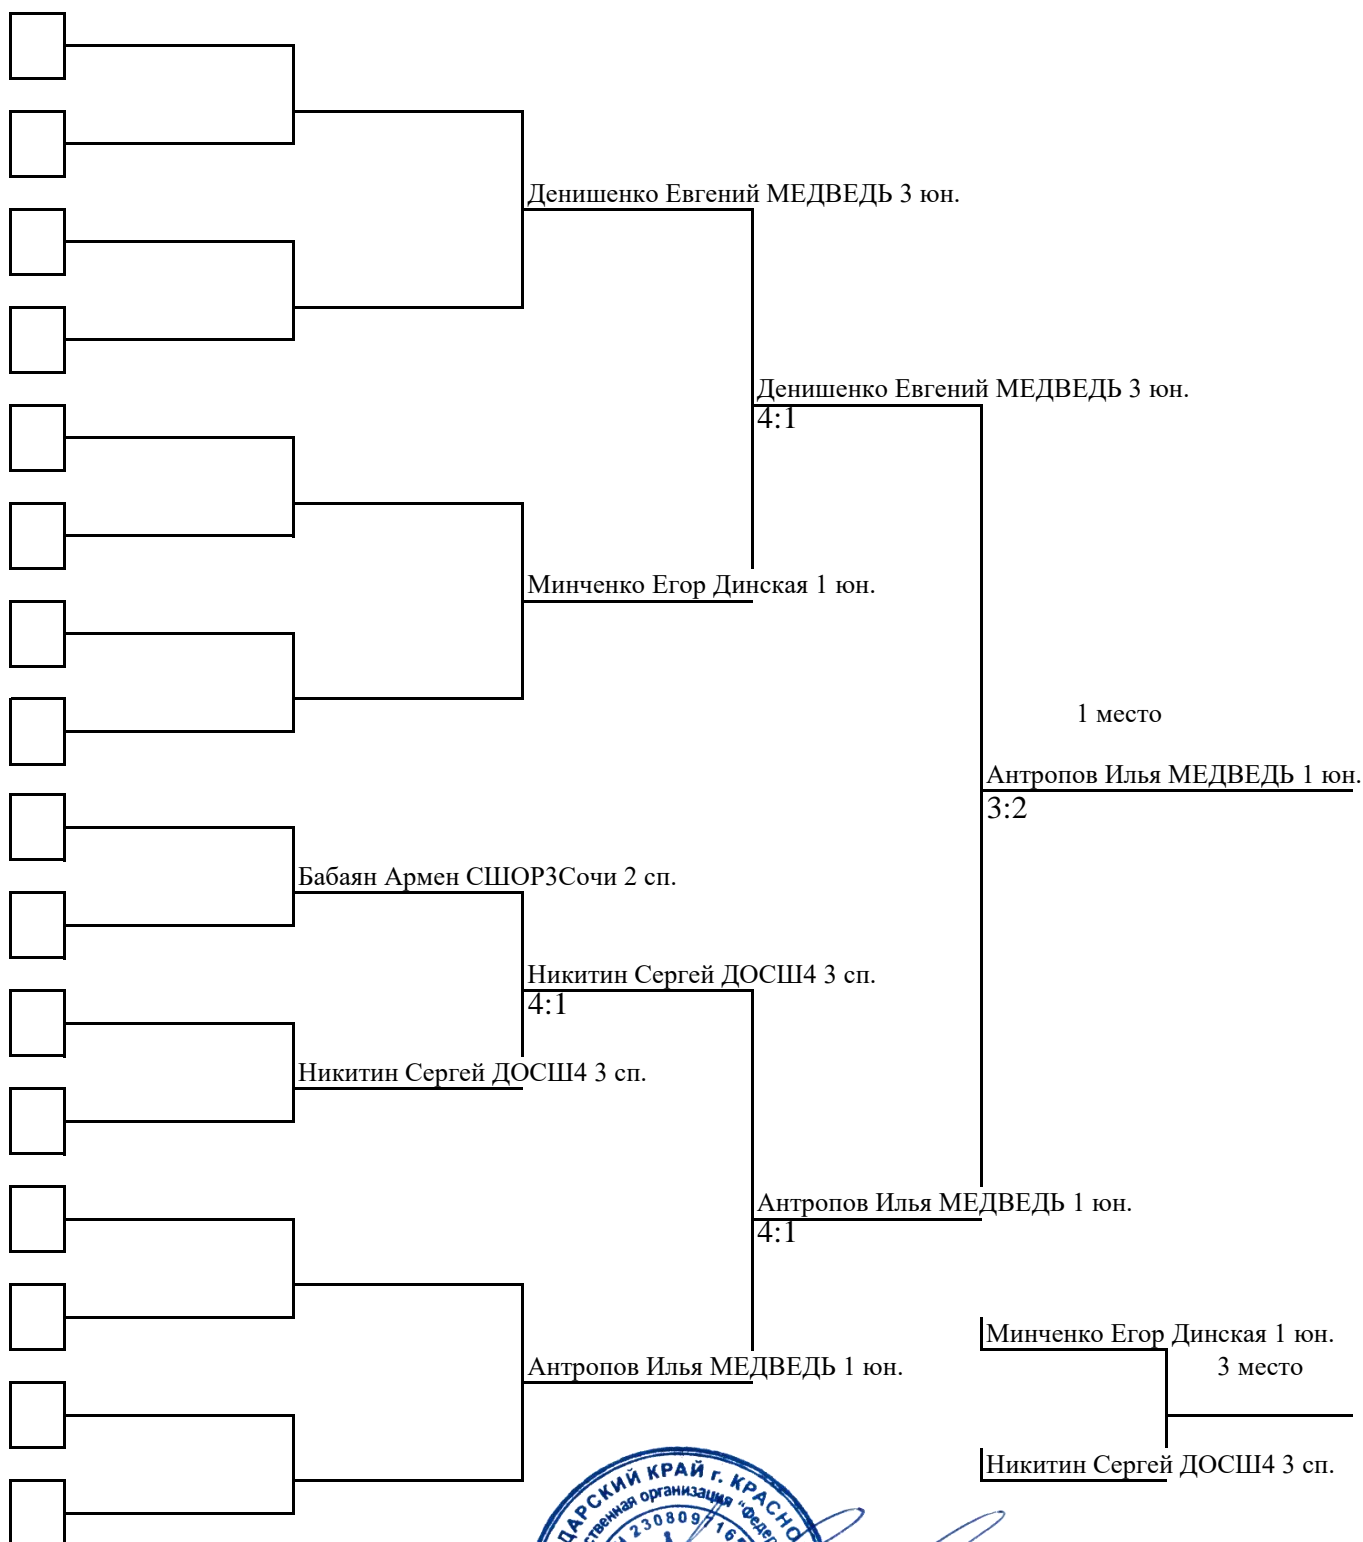 Денишенко Евгений МЕДВЕДЬ 3 юн.
Денишенко Евгений МЕДВЕДЬ 3 юн.
4:1
Минченко Егор Динская 1 юн.
1 место
Антропов Илья МЕДВЕДЬ 1 юн.
3:2
Бабаян Армен СШОР3Сочи 2 сп.
Никитин Сергей ДОСШ4 3 сп.
4:1
Никитин Сергей ДОСШ4 3 сп.
Антропов Илья МЕДВЕДЬ 1 юн.
4:1
Минченко Егор Динская 1 юн.
Антропов Илья МЕДВЕДЬ 1 юн.
3 место
Никитин Сергей ДОСШ4 3 сп.
КРАЙ г.
организация